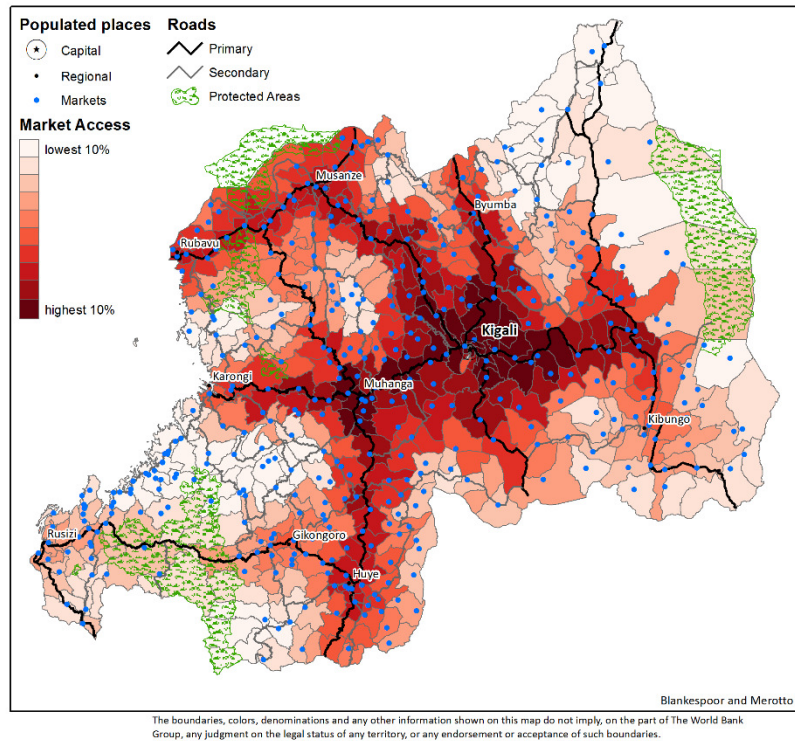 Populated places
Capital
Regional
Markets
Roads
Primary
Secondary
Protected Areas
Market Access
lowest 10%
highest 10%
Musanze
Byumba
Rubavu
Kigali
Karongi
Muhanga
Kibungo
Rusizi
Gikongoro
Huye
Blankespoor and Merotto
The boundaries, colors, denominations and any other information shown on this map do not imply, on the part of The World Bank
Group, any judgment on the legal status of any territory, or any endorsement or acceptance of such boundaries.